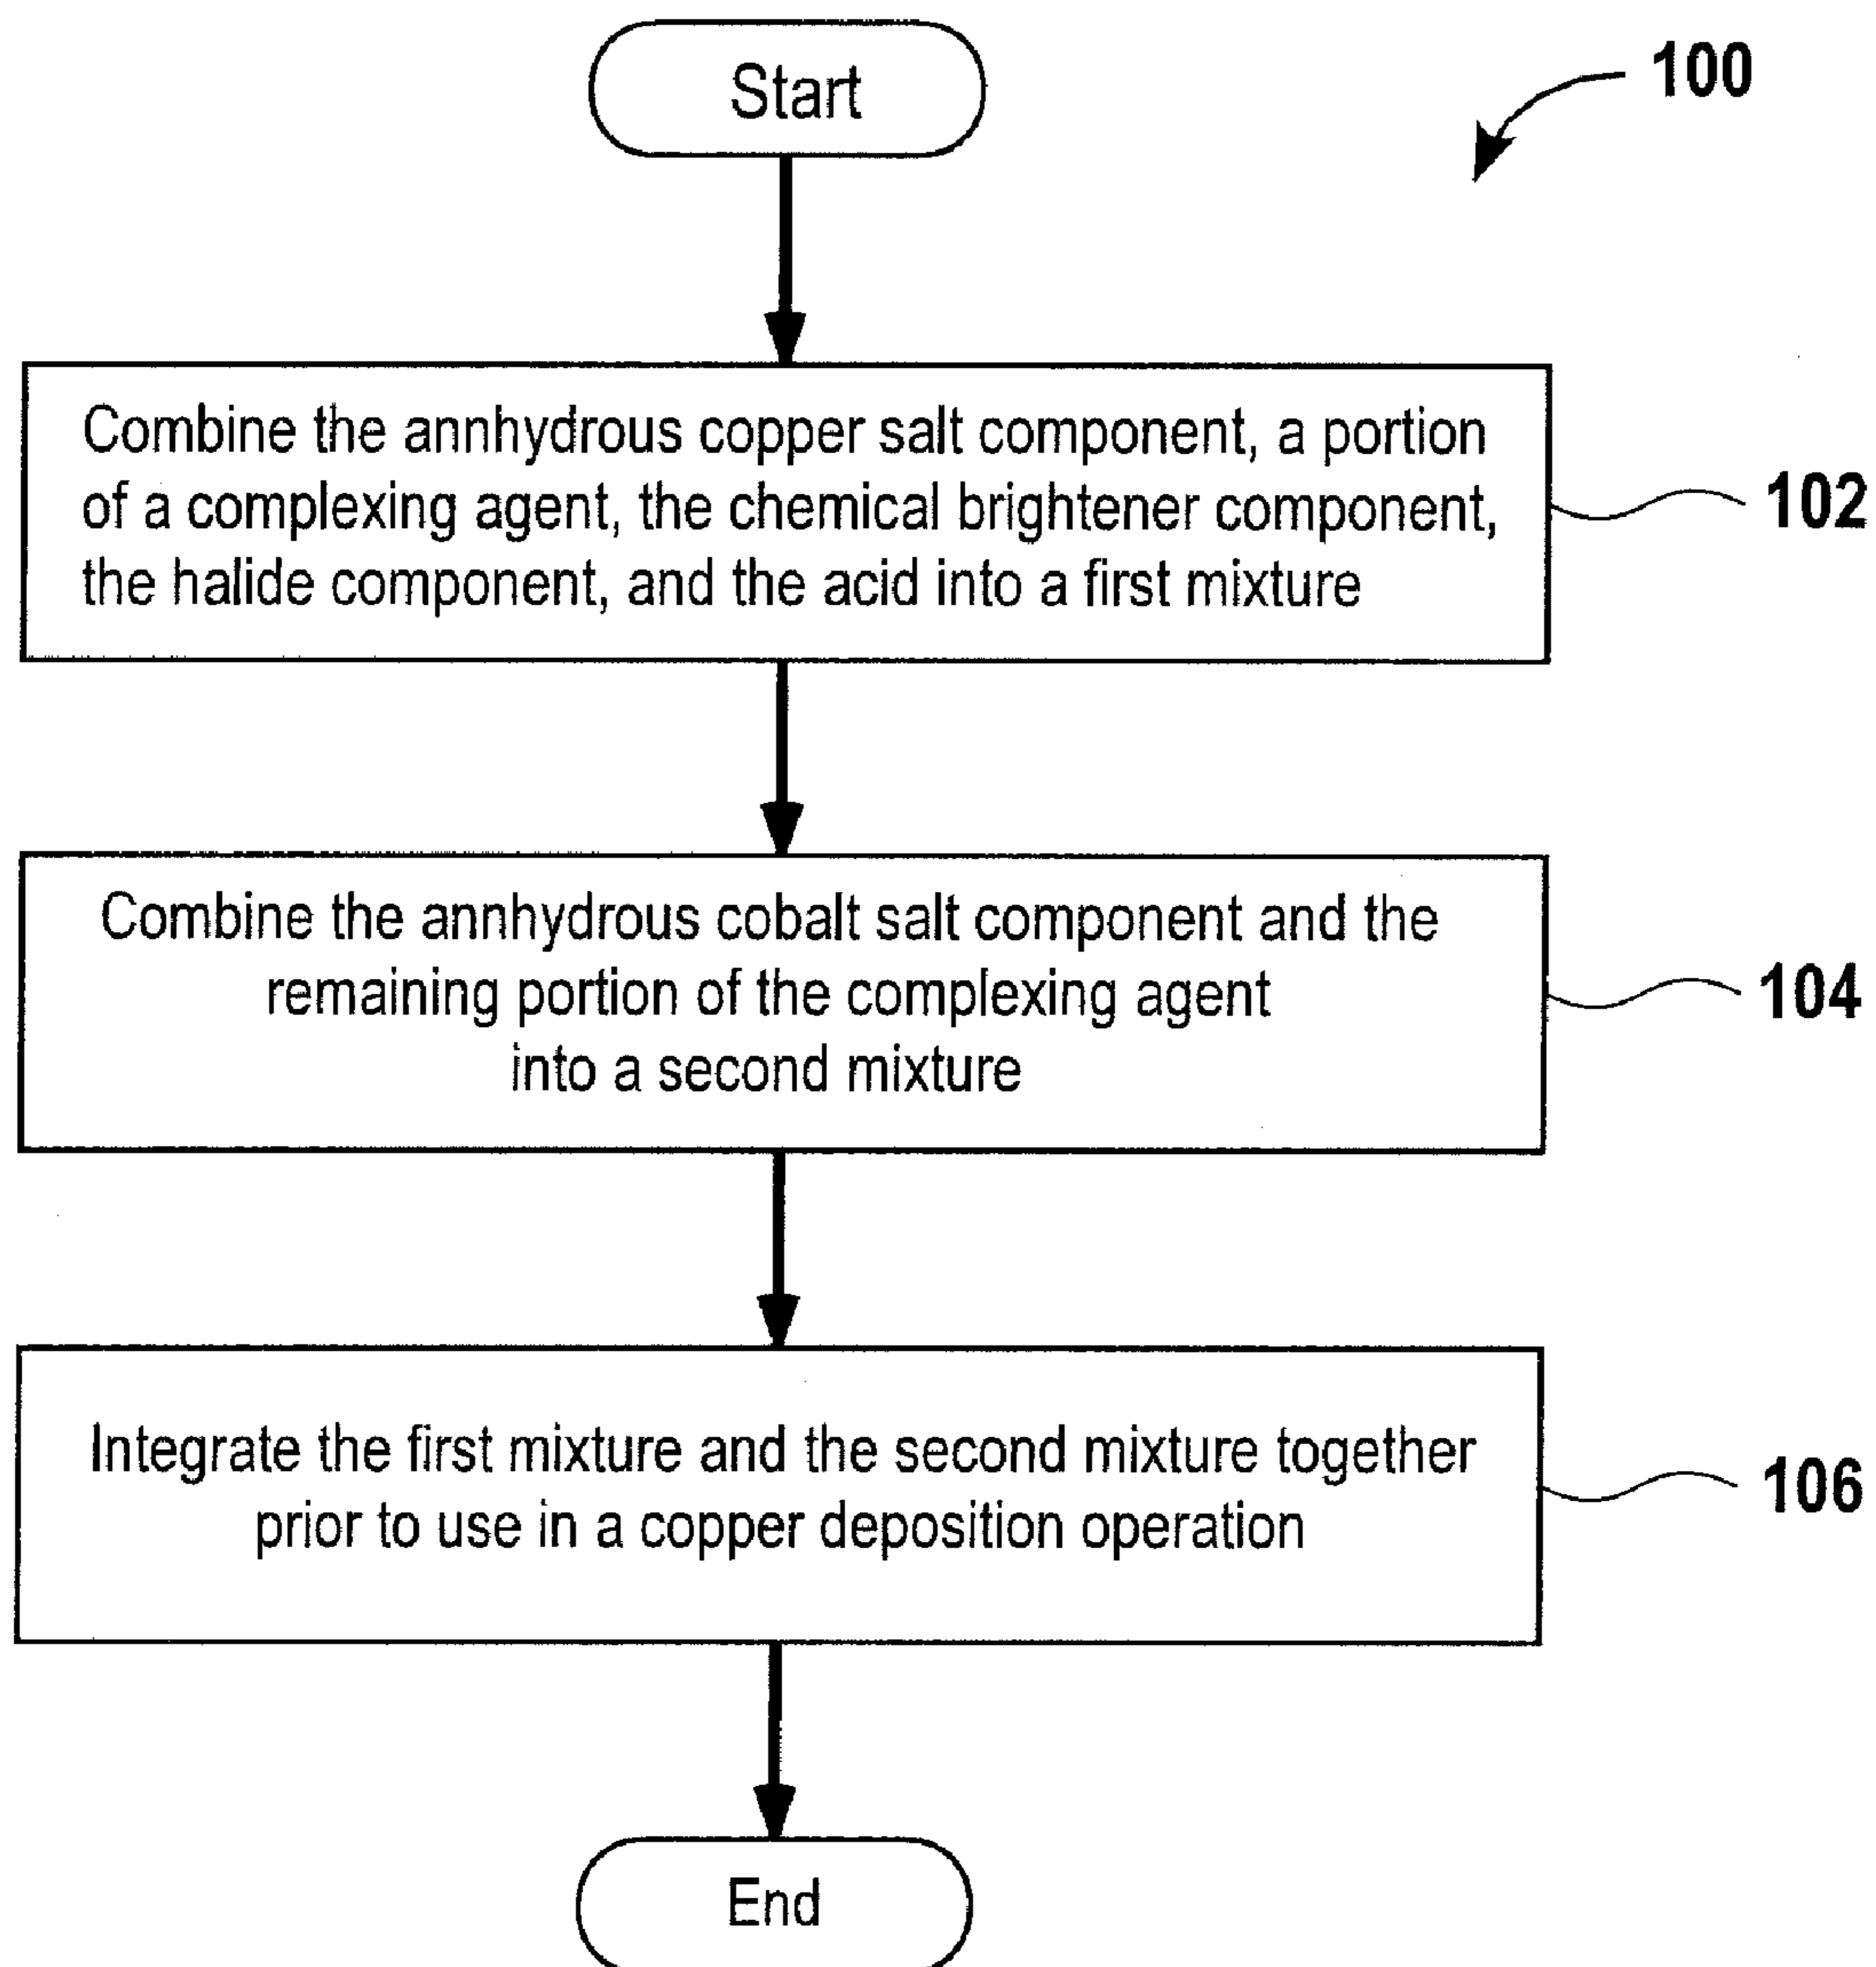 Start
100
Combine the annhydrous copper salt component, a portion
of a complexing agent, the chemical brightener component,
the halide component, and the acid into a first mixture
102
Combine the annhydrous cobalt salt component and the
remaining portion of the complexing agent
into a second mixture
104
Integrate the first mixture and the second mixture together
prior to use in a copper deposition operation
106
End